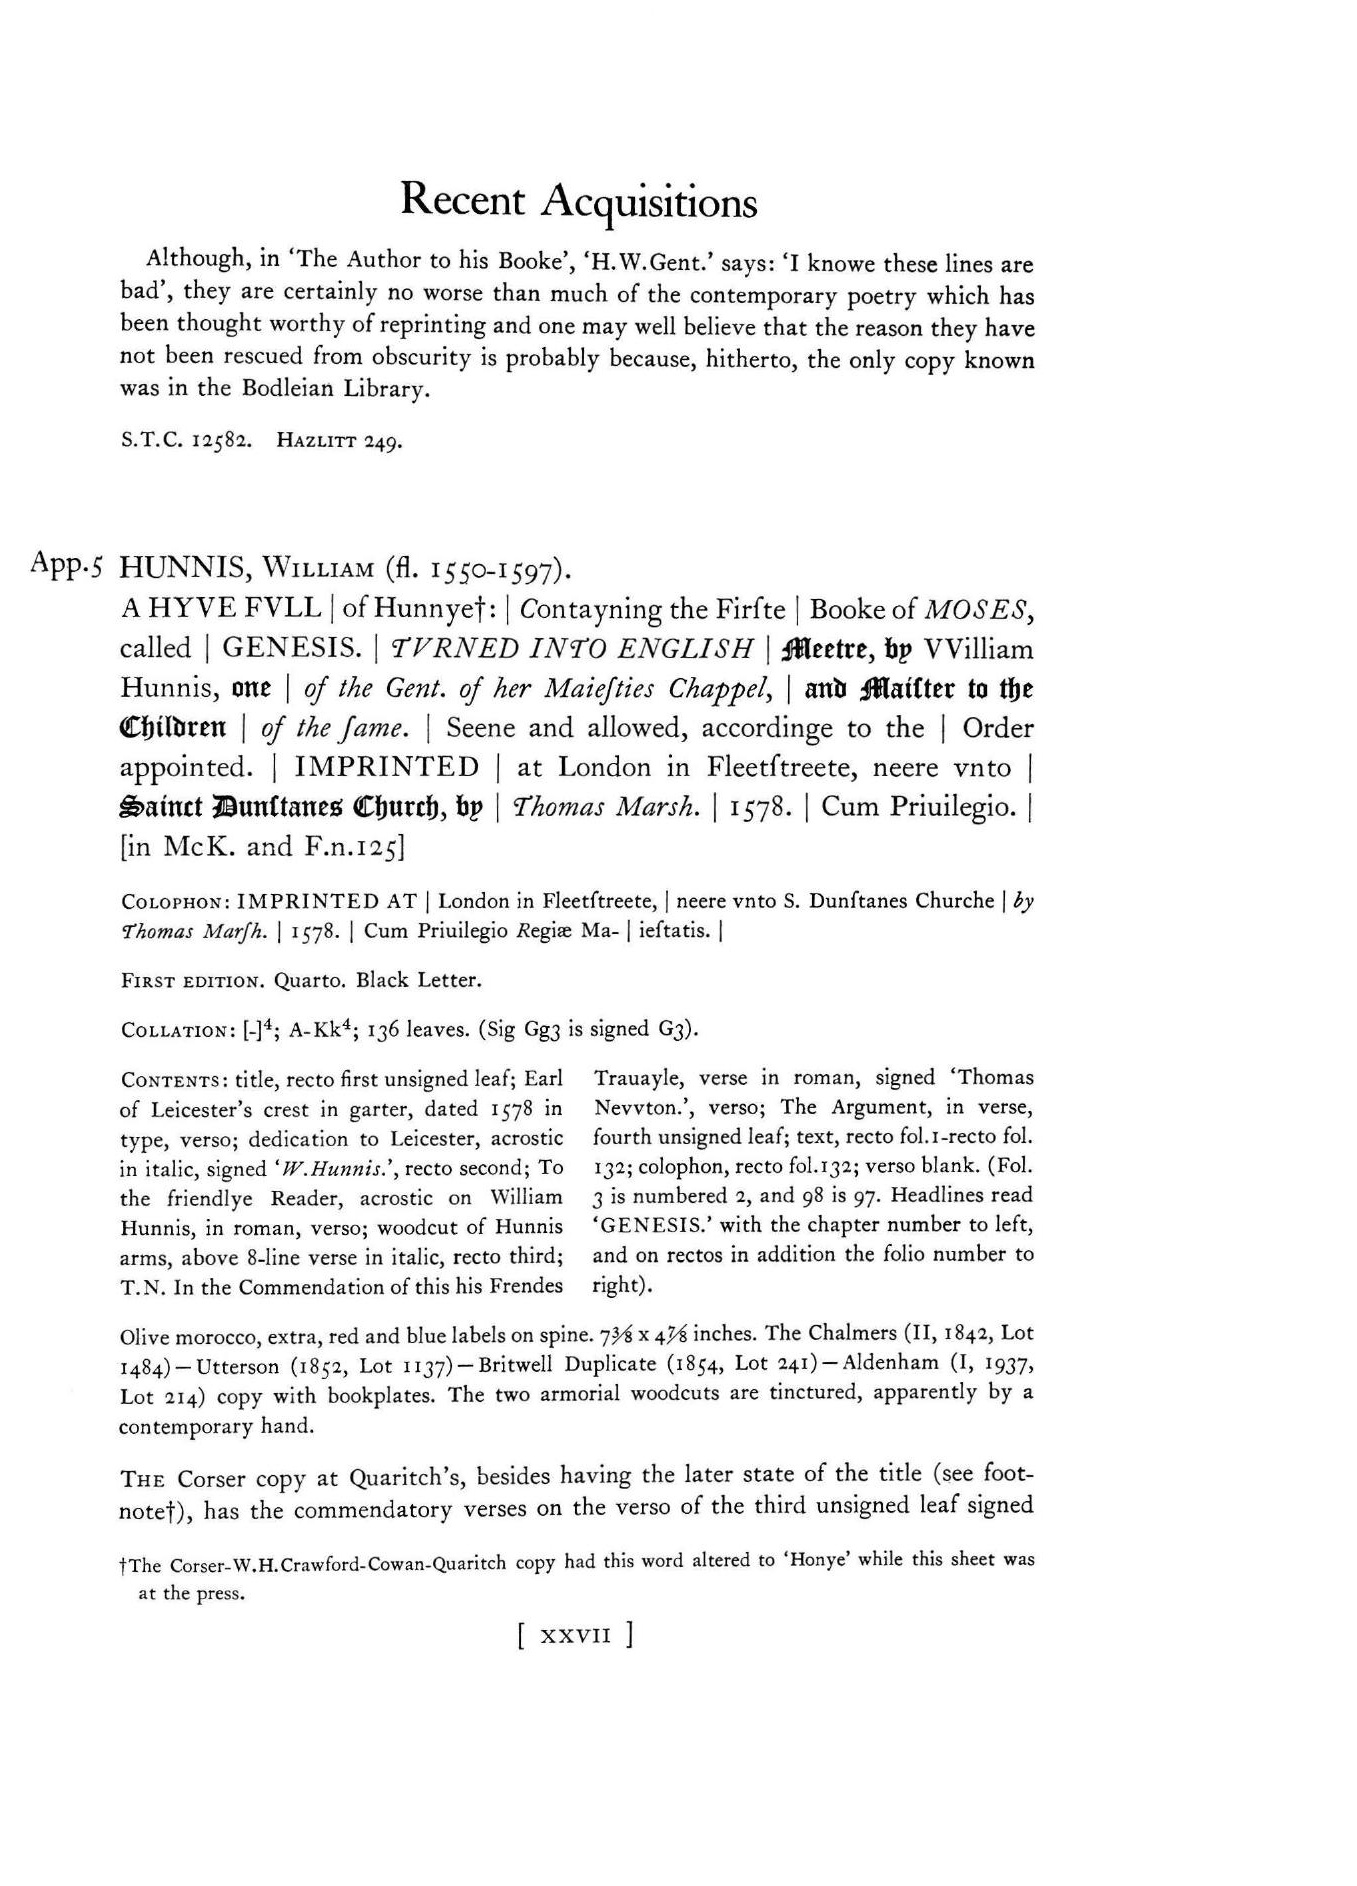 Recent Acquisitions
Although, in ‘The Author to his Booke’, ‘H.W.Gent.’ says: ‘I knowe these lines are
bad’, they are certainly no worse than much of the contemporary poetry which has
been thought worthy of reprinting and one may well believe that the reason they have
not been rescued from obscurity is probably because, hitherto, the only copy known
was in the Bodleian Library.
S.T.C. 12582. HAZLITT 249.
App.5 HUNNIS, WILLIAM (fl. 1550-1597).
A HYVE FVLL | of Hunnye†: | Contayning the Firſte | Booke of MOSES,
called | GENESIS. | TVRNED INTO ENGLISH | Meetre, by VVilliam
Hunnis, one | of the Gent. of her Maieſties Chappel, | and Maiſter to the
Children | of the ſame. | Seene and allowed, accordinge to the | Order
appointed. | IMPRINTED | at London in Fleetſtreete, neere vnto |
Sainct Dunſtanes Church, by | Thomas Marsh. | 1578. | Cum Priuilegio. |
[in McK. and F.n.125]
COLOPHON: IMPRINTED AT | London in Fleetſtreete, | neere vnto S. Dunſtanes Churche | by
Thomas Marſh. | 1578. | Cum Priuilegio Regiæ Ma- | ieſtatis. |
FIRST EDITION. Quarto. Black Letter.
COLLATION: [-]⁴; A-Kk⁴; 136 leaves. (Sig Gg3 is signed G3).
CONTENTS: title, recto first unsigned leaf; Earl
of Leicester’s crest in garter, dated 1578 in
type, verso; dedication to Leicester, acrostic
in italic, signed ‘W.Hunnis.’, recto second; To
the friendlye Reader, acrostic on William
Hunnis, in roman, verso; woodcut of Hunnis
arms, above 8-line verse in italic, recto third;
T.N. In the Commendation of this his Frendes
Trauayle, verse in roman, signed ‘Thomas
Nevvton.’, verso; The Argument, in verse,
fourth unsigned leaf; text, recto fol.1-recto fol.
132; colophon, recto fol.132; verso blank. (Fol.
3 is numbered 2, and 98 is 97. Headlines read
‘GENESIS.’ with the chapter number to left,
and on rectos in addition the folio number to
right).
Olive morocco, extra, red and blue labels on spine. 7⅜ x 4⅞ inches. The Chalmers (II, 1842, Lot
1484)—Utterson (1852, Lot 1137)—Britwell Duplicate (1854, Lot 241)—Aldenham (I, 1937,
Lot 214) copy with bookplates. The two armorial woodcuts are tinctured, apparently by a
contemporary hand.
THE Corser copy at Quaritch’s, besides having the later state of the title (see foot-
note†), has the commendatory verses on the verso of the third unsigned leaf signed
†The Corser-W.H.Crawford-Cowan-Quaritch copy had this word altered to ‘Honye’ while this sheet was
at the press.
[ XXVII ]